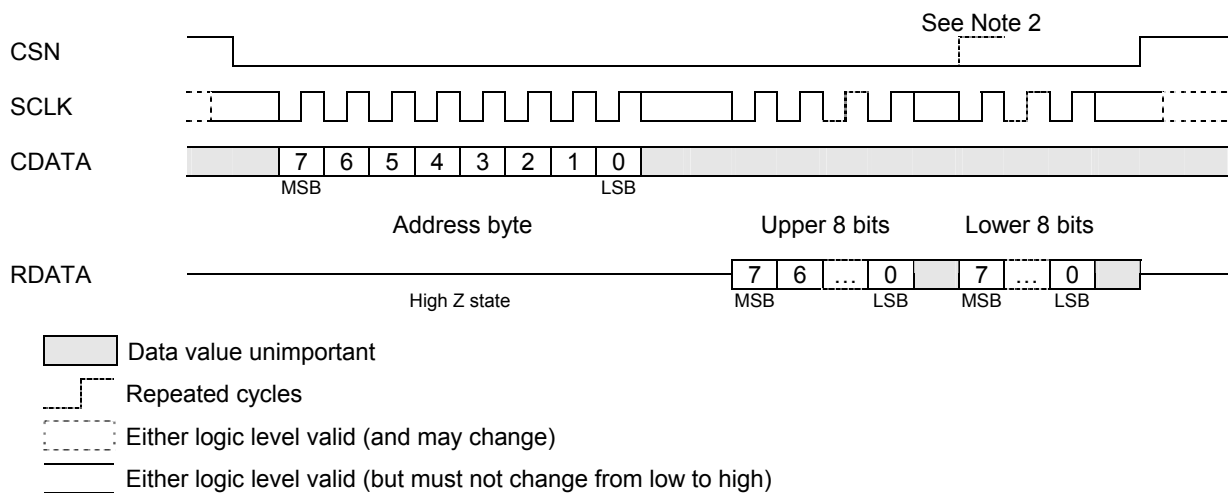 See Note 2
CSN
SCLK
CDATA 7 6 5 4 3 2 1 0
MSB LSB
Address byte Upper 8 bits Lower 8 bits
RDATA 7 6 … 0 7 … 0
High Z state MSB LSB MSB LSB
Data value unimportant
Repeated cycles
Either logic level valid (and may change)
Either logic level valid (but must not change from low to high)